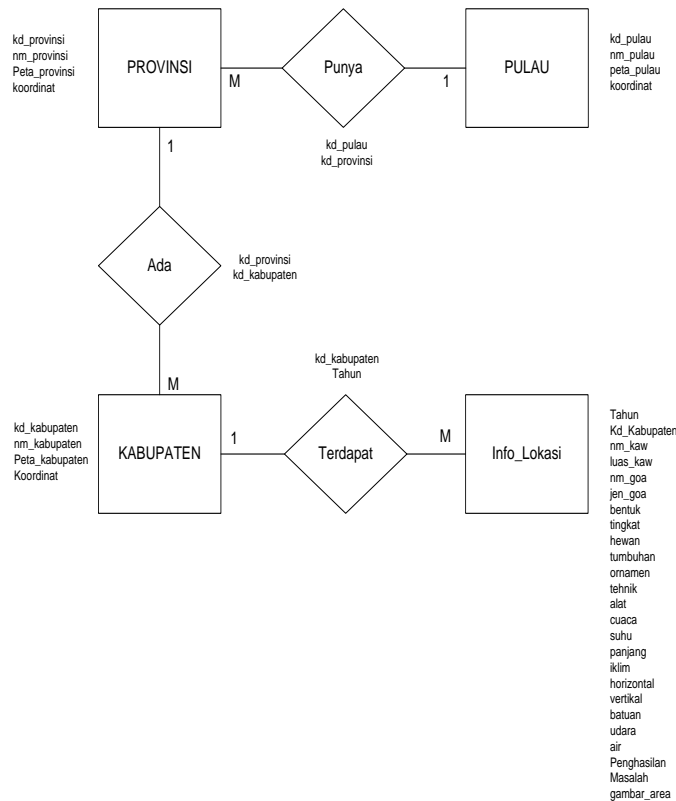 kd_provinsi
nm_provinsi
Peta_provinsi
koordinat
PROVINSI
M
Punya
1
PULAU
kd_pulau
nm_pulau
peta_pulau
koordinat
kd_pulau
kd_provinsi
1
Ada
kd_provinsi
kd_kabupaten
M
kd_kabupaten
nm_kabupaten
Peta_kabupaten
Koordinat
KABUPATEN
1
kd_kabupaten
Tahun
Terdapat
M
Info_Lokasi
Tahun
Kd_Kabupaten
nm_kaw
luas_kaw
nm_goa
jen_goa
bentuk
tingkat
hewan
tumbuhan
ornamen
tehnik
alat
cuaca
suhu
panjang
iklim
horizontal
vertikal
batuan
udara
air
Penghasilan
Masalah
gambar_area